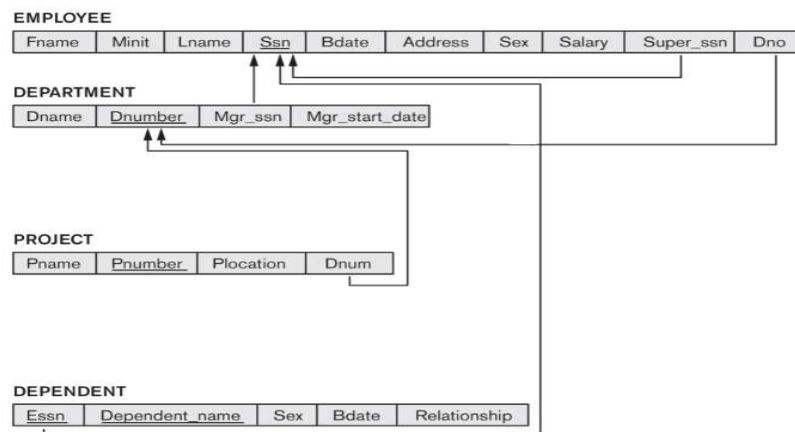 EMPLOYEE
Fname Minit Lname Ssn Bdate Address Sex Salary Super_ssn Dno
DEPARTMENT
Dname Dnumber Mgr_ssn Mgr_start_date
PROJECT
Pname Pnumber Plocation Dnum
DEPENDENT
Essn Dependent_name Sex Bdate Relationship